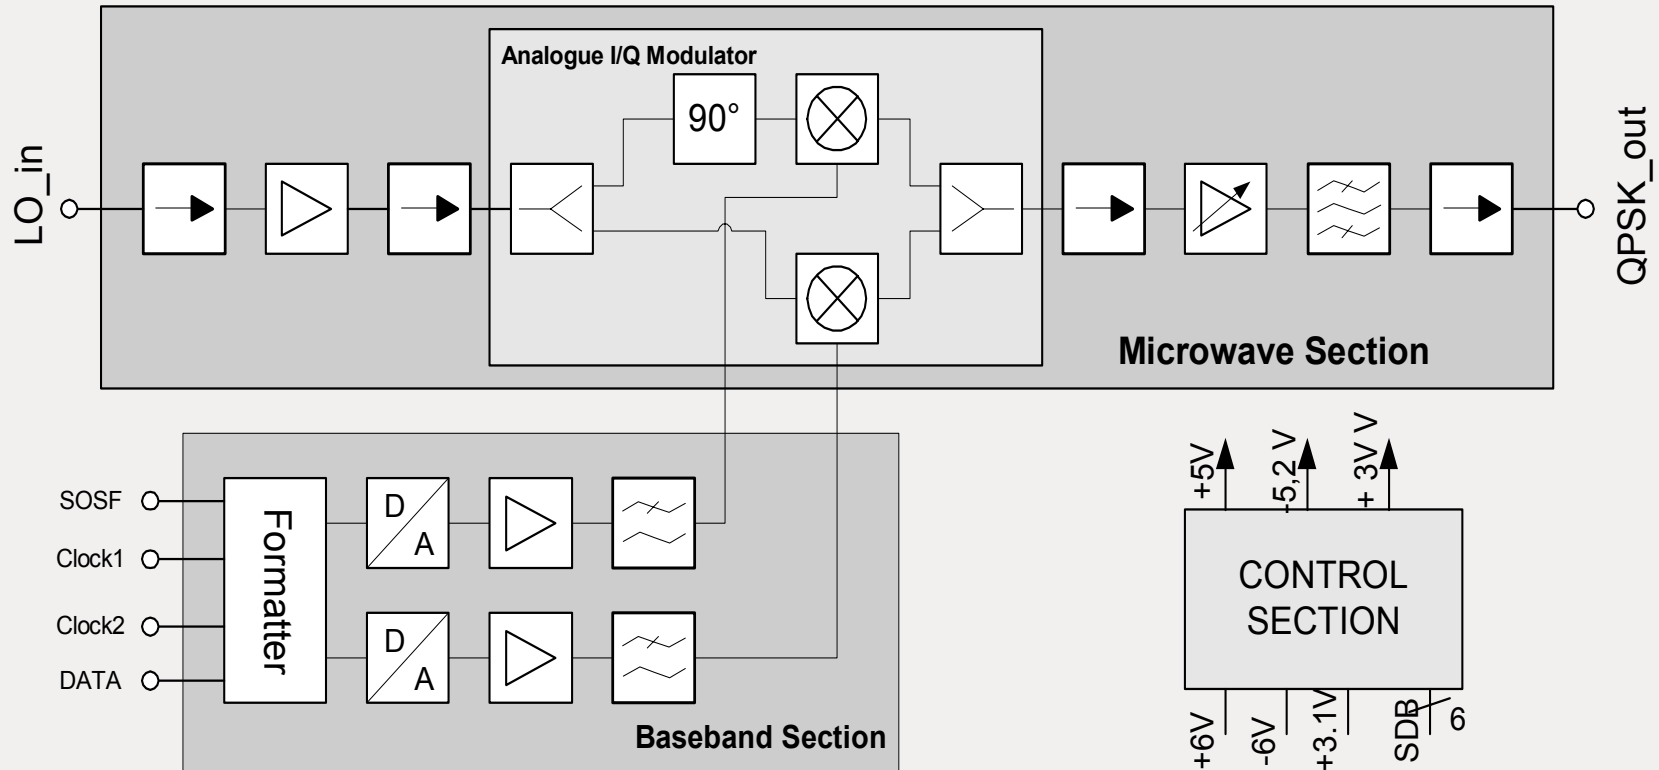 Analogue I/Q Modulator
90°
LO_in
QPSK_out
Microwave Section
SOSF
Clock1
Clock2
DATA
Formatter
D
A
D
A
Baseband Section
+5V
-5,2 V
+ 3V V
CONTROL
SECTION
+6V
-6V
+3.1V
SDB
6